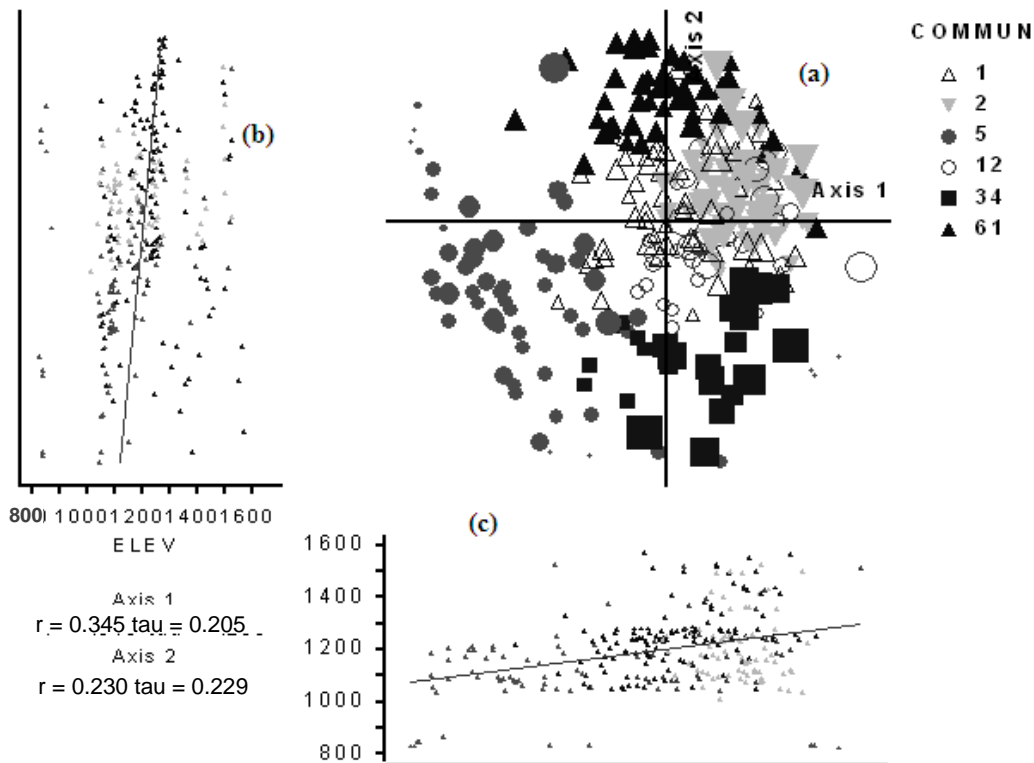 (b)
800 1000 1200 1400 1600
ELEV
Axis 1
r = 0.345 tau = 0.205
Axis 2
r = 0.230 tau = 0.229
xis 2
(a)
Axis 1
COMMUN
1
2
5
12
34
61
(c)
1600
1400
1200
1000
800